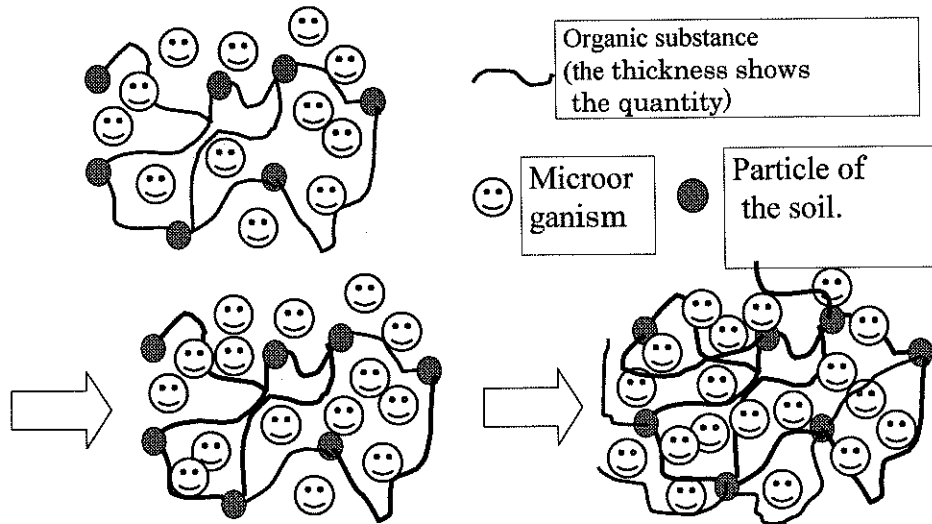 Organic substance
(the thickness shows
the quantity)
Microor
ganism
Particle of
the soil.